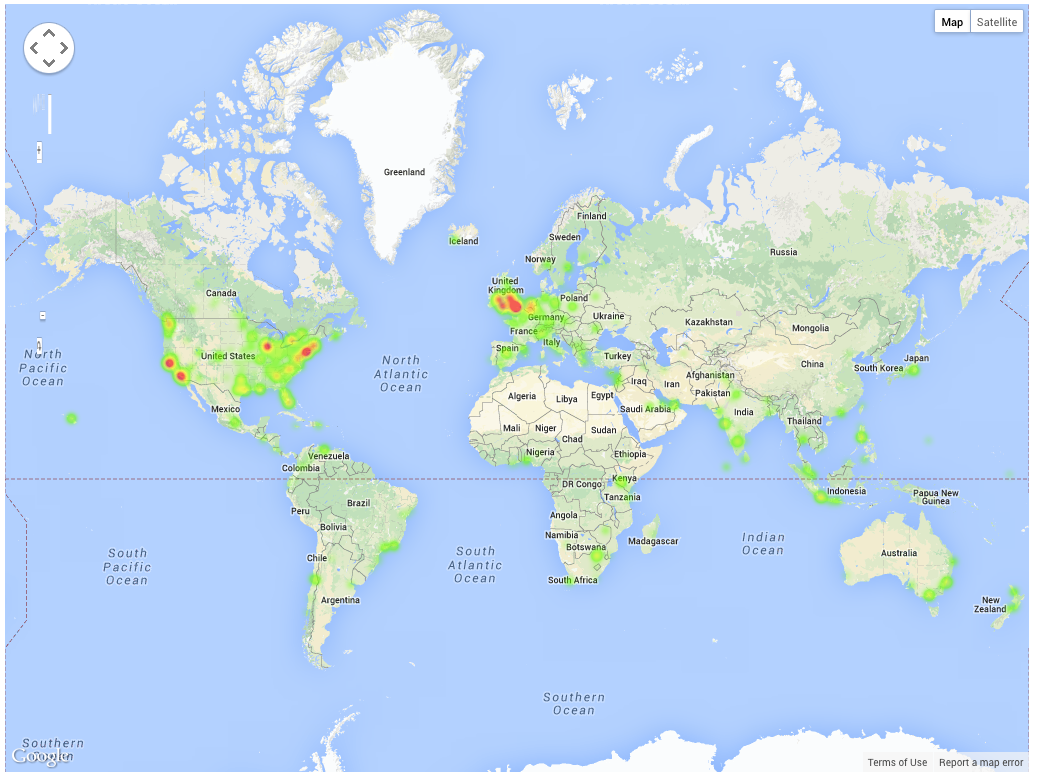 Map
Satellite
Greenland
Iceland
Finland
Sweden
Norway
Russia
Canada
United
Kingdom
Poland
Germany
Ukraine
France
Kazakhstan
Mongolia
Italy
Spain
Turkey
United States
North
Pacific
Ocean
North
Atlantic
Ocean
China
Japan
South Korea
Afghanistan
Iraq
Iran
Pakistan
Algeria
Libya
Egypt
Saudi Arabia
India
Mexico
Mali
Niger
Chad
Sudan
Thailand
Nigeria
Ethiopia
Venezuela
Colombia
DR Congo
Kenya
Tanzania
Indonesia
Papua New
Guinea
Brazil
Peru
Bolivia
Angola
Namibia
Botswana
Madagascar
South
Pacific
Ocean
South
Atlantic
Ocean
Indian
Ocean
Australia
Chile
South Africa
Argentina
New
Zealand
Southern
Ocean
Southern
Ocean
Google
Terms of Use
Report a map error